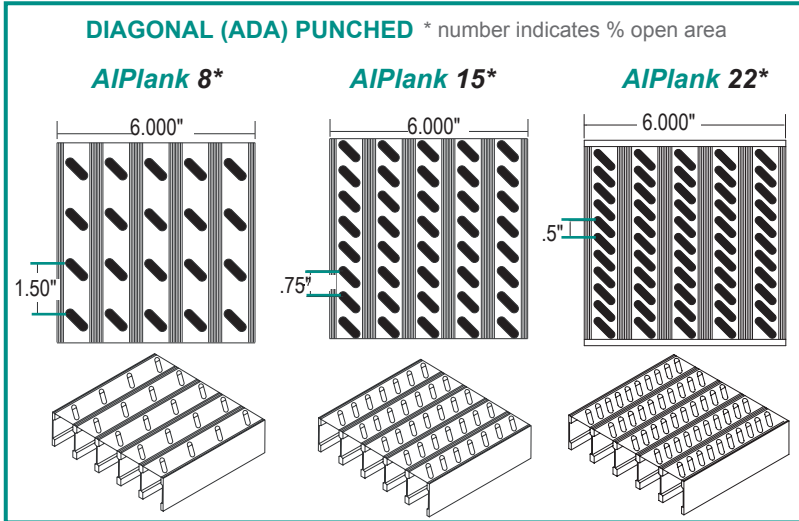 DIAGONAL (ADA) PUNCHED * number indicates % open area
AlPlank 8*
AlPlank 15*
AlPlank 22*
6.000"
6.000"
6.000"
1.50"
.75"
.5"